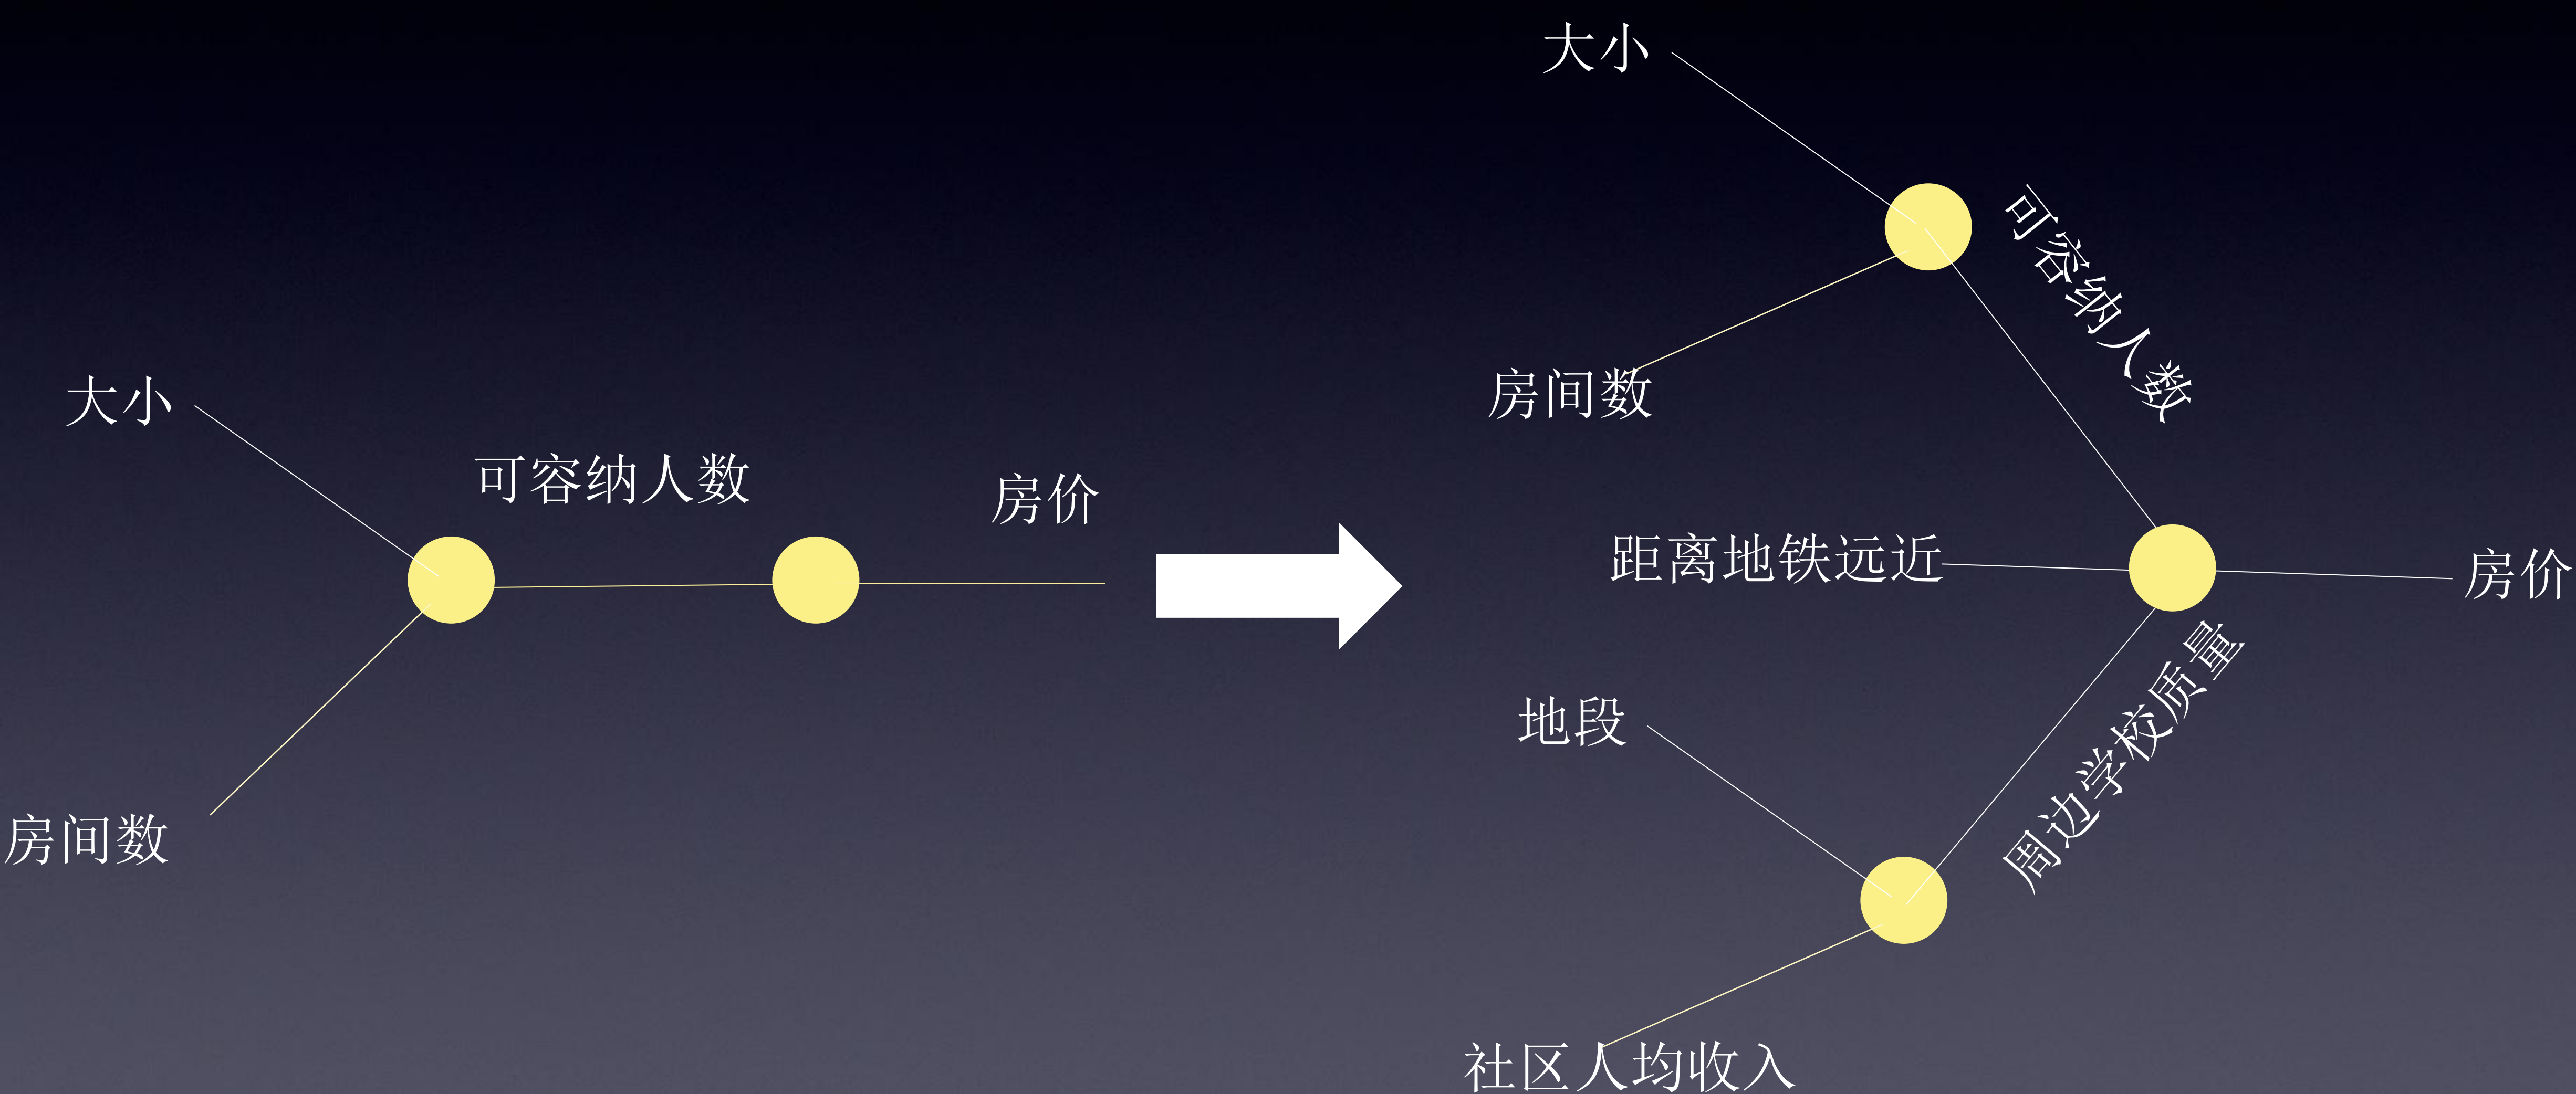 大小
可容纳人数
房价
房间数
大小
可容纳人数
房间数
距离地铁远近
房价
地段
周边学校质量
社区人均收入